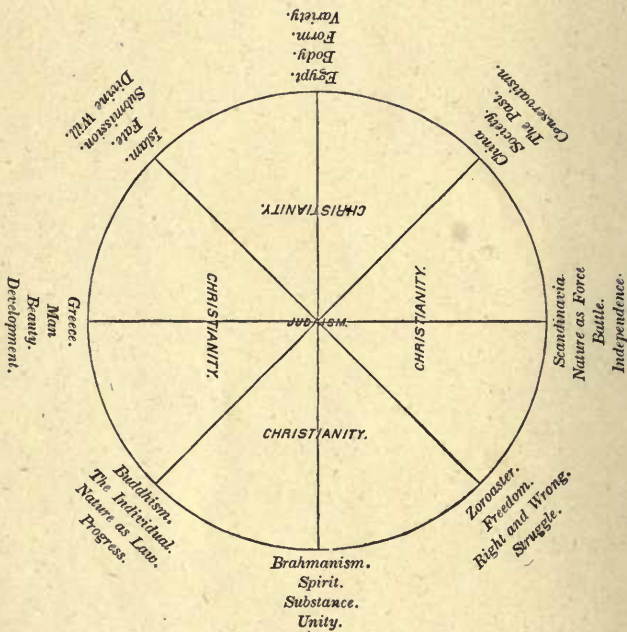 Egypt.
Body.
Form.
Variety.
China
Society.
The Past.
Conservatism.
Scandinavia
Nature as Force
Battle.
Independence.
Zoroaster.
Freedom.
Right and Wrong.
Struggle.
Brahmanism.
Spirit.
Substance.
Unity.
Buddhism.
The Individual.
Nature as Law.
Progress.
Greece.
Man
Beauty.
Development.
Islam.
Fate.
Submission.
Divine Will.
CHRISTIANITY.
CHRISTIANITY.
CHRISTIANITY.
CHRISTIANITY.
JUDAISM.